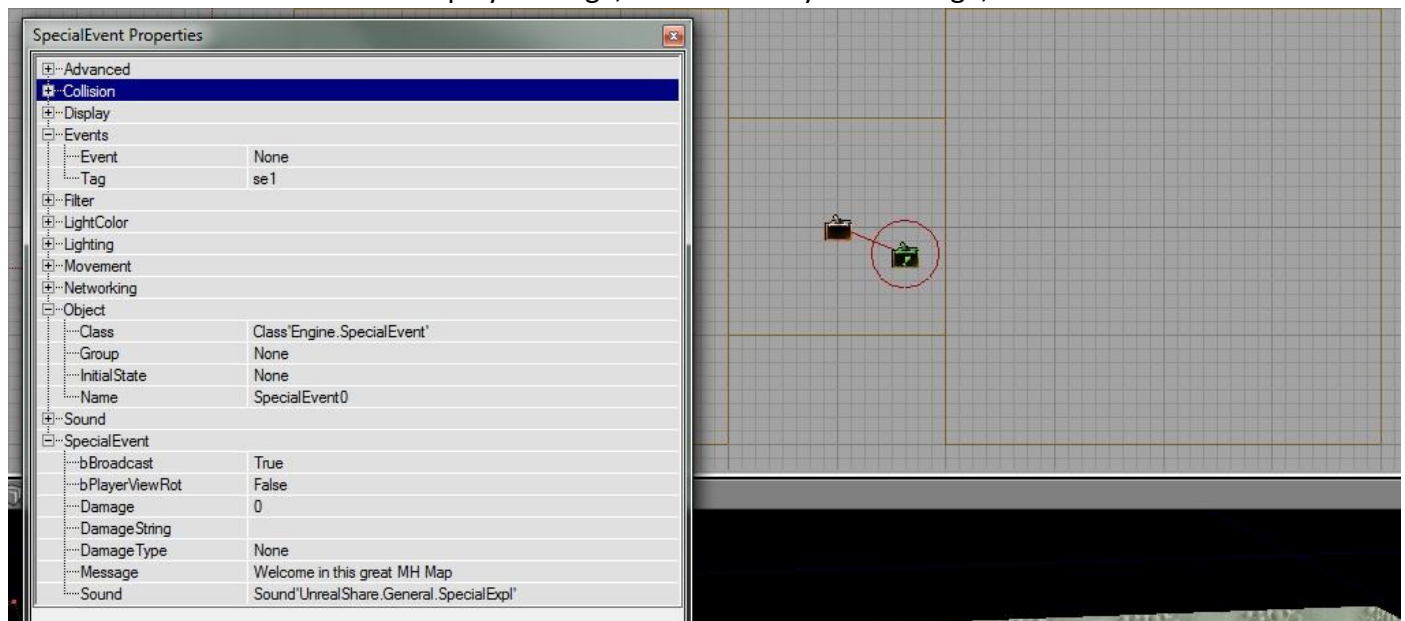 SpecialEvent Properties
Advanced
Collision
Display
Events
Event None
Tag se1
Filter
LightColor
Lighting
Movement
Networking
Object
Class Class'Engine.SpecialEvent'
Group None
InitialState None
Name SpecialEvent0
Sound
SpecialEvent
bBroadcast True
bPlayerViewRot False
Damage 0
DamageString
DamageType None
Message Welcome in this great MH Map
Sound Sound'UnrealShare.General.SpecialExpl'